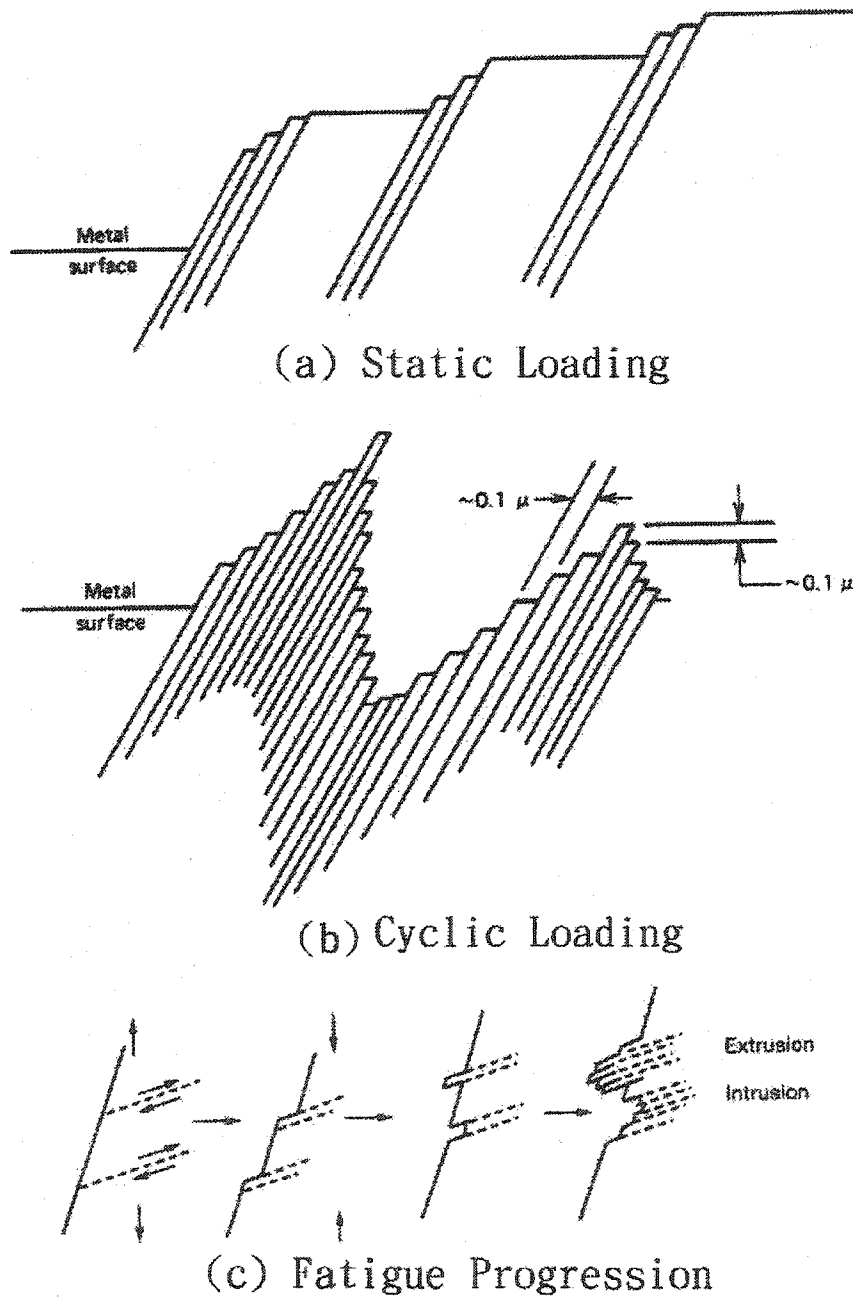 Metal
surface
(a) Static Loading
~0.1 μ
~0.1 μ
Metal
surface
(b) Cyclic Loading
Extrusion
Intrusion
(c) Fatigue Progression